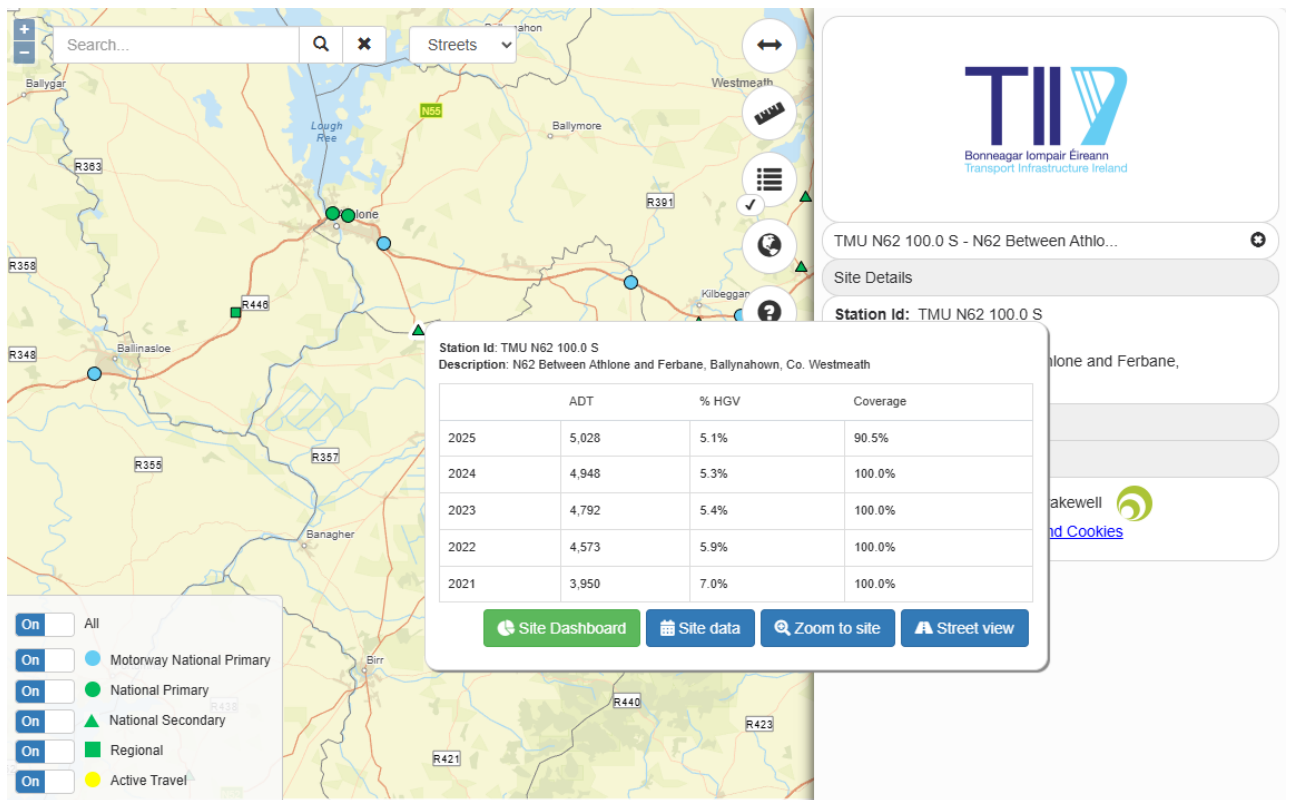 +
−
Search...
Streets
Ballygar
Westmeath
N55
Lough
Ree
Ballymore
R363
R391
lone
R358
R446
Kilbeggan
R348
Ballinasloe
R355
R357
Banagher
Birr
R438
R440
R423
R421
Station Id: TMU N62 100.0 S
Description: N62 Between Athlone and Ferbane, Ballynahown, Co. Westmeath
ADT % HGV Coverage
2025 5,028 5.1% 90.5%
2024 4,948 5.3% 100.0%
2023 4,792 5.4% 100.0%
2022 4,573 5.9% 100.0%
2021 3,950 7.0% 100.0%
Site Dashboard Site data Zoom to site Street view
On All
On Motorway National Primary
On National Primary
On National Secondary
On Regional
On Active Travel
TII
Bonneagar Iompair Éireann
Transport Infrastructure Ireland
TMU N62 100.0 S - N62 Between Athlo...
Site Details
Station Id: TMU N62 100.0 S
lone and Ferbane,
akewell
nd Cookies